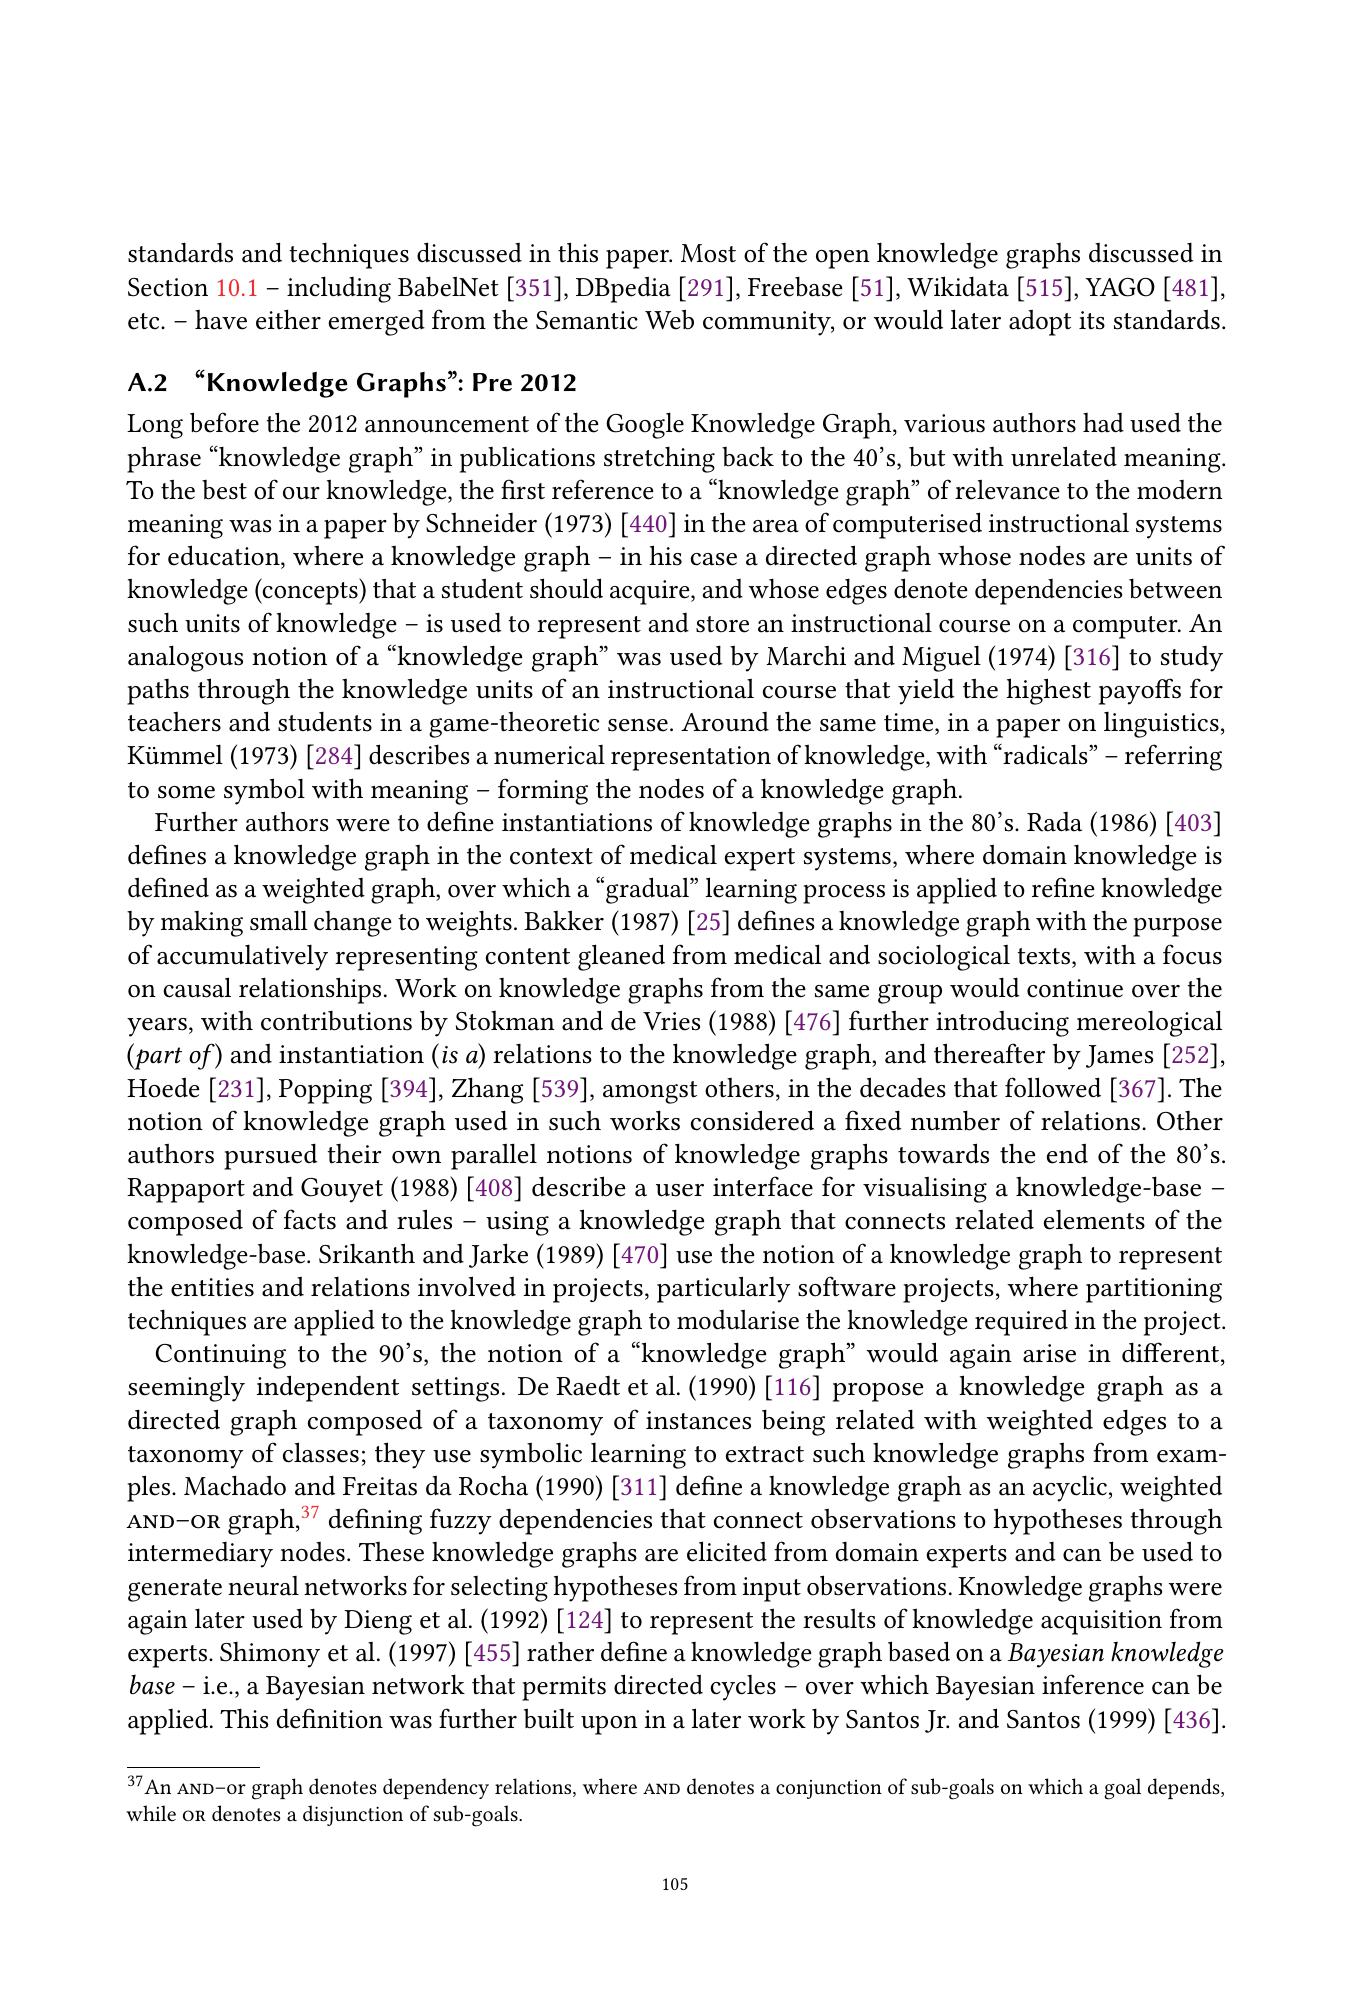 standards and techniques discussed in this paper. Most of the open knowledge graphs discussed in
Section 10.1 – including BabelNet [351], DBpedia [291], Freebase [51], Wikidata [515], YAGO [481],
etc. – have either emerged from the Semantic Web community, or would later adopt its standards.
A.2 “Knowledge Graphs”: Pre 2012
Long before the 2012 announcement of the Google Knowledge Graph, various authors had used the
phrase “knowledge graph” in publications stretching back to the 40’s, but with unrelated meaning.
To the best of our knowledge, the first reference to a “knowledge graph” of relevance to the modern
meaning was in a paper by Schneider (1973) [440] in the area of computerised instructional systems
for education, where a knowledge graph – in his case a directed graph whose nodes are units of
knowledge (concepts) that a student should acquire, and whose edges denote dependencies between
such units of knowledge – is used to represent and store an instructional course on a computer. An
analogous notion of a “knowledge graph” was used by Marchi and Miguel (1974) [316] to study
paths through the knowledge units of an instructional course that yield the highest payoffs for
teachers and students in a game-theoretic sense. Around the same time, in a paper on linguistics,
Kümmel (1973) [284] describes a numerical representation of knowledge, with “radicals” – referring
to some symbol with meaning – forming the nodes of a knowledge graph.
Further authors were to define instantiations of knowledge graphs in the 80’s. Rada (1986) [403]
defines a knowledge graph in the context of medical expert systems, where domain knowledge is
defined as a weighted graph, over which a “gradual” learning process is applied to refine knowledge
by making small change to weights. Bakker (1987) [25] defines a knowledge graph with the purpose
of accumulatively representing content gleaned from medical and sociological texts, with a focus
on causal relationships. Work on knowledge graphs from the same group would continue over the
years, with contributions by Stokman and de Vries (1988) [476] further introducing mereological
(part of) and instantiation (is a) relations to the knowledge graph, and thereafter by James [252],
Hoede [231], Popping [394], Zhang [539], amongst others, in the decades that followed [367]. The
notion of knowledge graph used in such works considered a fixed number of relations. Other
authors pursued their own parallel notions of knowledge graphs towards the end of the 80’s.
Rappaport and Gouyet (1988) [408] describe a user interface for visualising a knowledge-base –
composed of facts and rules – using a knowledge graph that connects related elements of the
knowledge-base. Srikanth and Jarke (1989) [470] use the notion of a knowledge graph to represent
the entities and relations involved in projects, particularly software projects, where partitioning
techniques are applied to the knowledge graph to modularise the knowledge required in the project.
Continuing to the 90’s, the notion of a “knowledge graph” would again arise in different,
seemingly independent settings. De Raedt et al. (1990) [116] propose a knowledge graph as a
directed graph composed of a taxonomy of instances being related with weighted edges to a
taxonomy of classes; they use symbolic learning to extract such knowledge graphs from exam-
ples. Machado and Freitas da Rocha (1990) [311] define a knowledge graph as an acyclic, weighted
AND–OR graph,37 defining fuzzy dependencies that connect observations to hypotheses through
intermediary nodes. These knowledge graphs are elicited from domain experts and can be used to
generate neural networks for selecting hypotheses from input observations. Knowledge graphs were
again later used by Dieng et al. (1992) [124] to represent the results of knowledge acquisition from
experts. Shimony et al. (1997) [455] rather define a knowledge graph based on a Bayesian knowledge
base – i.e., a Bayesian network that permits directed cycles – over which Bayesian inference can be
applied. This definition was further built upon in a later work by Santos Jr. and Santos (1999) [436].
37An AND–or graph denotes dependency relations, where AND denotes a conjunction of sub-goals on which a goal depends,
while OR denotes a disjunction of sub-goals.
105